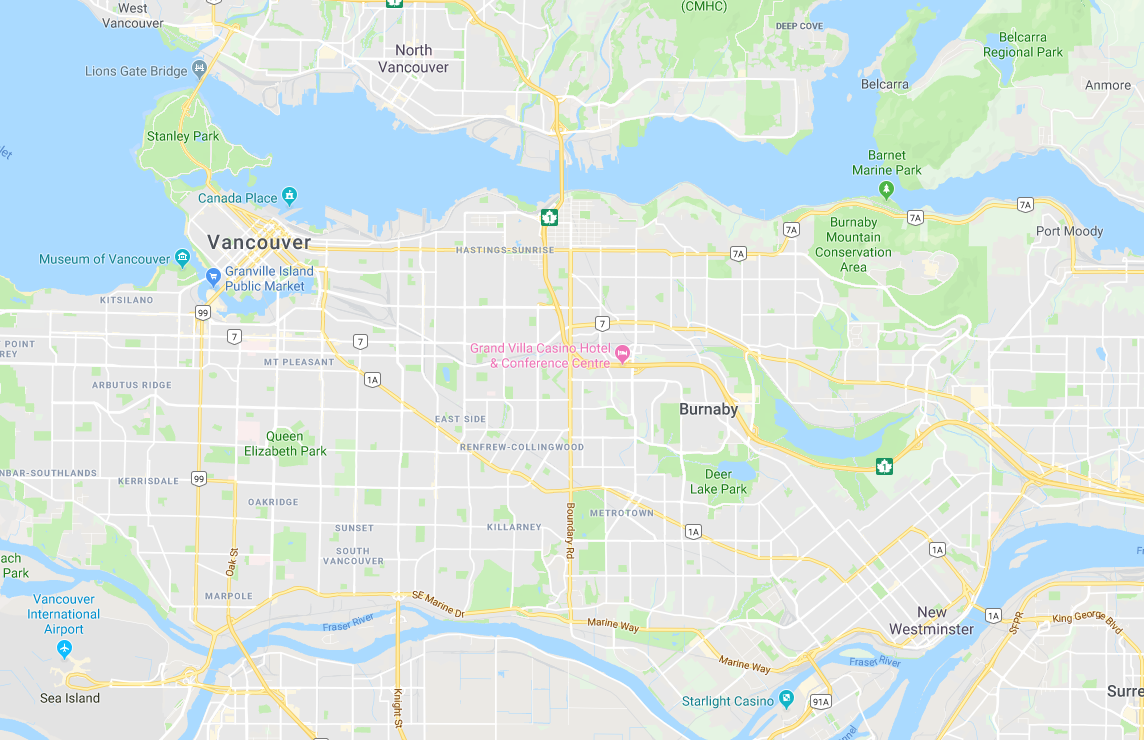 West
Vancouver
(CMHC)
DEEP COVE
Belcarra
Regional Park
North
Vancouver
Lions Gate Bridge
Belcarra
Anmore
Stanley Park
Barnet
Marine Park
Canada Place
1
7A
7A
7A
7A
Burnaby
Mountain
Conservation
Area
Port Moody
Vancouver
HASTINGS-SUNRISE
Museum of Vancouver
Granville Island
Public Market
KITSILANO
99
7
7
7
POINT
REY
Grand Villa Casino Hotel
& Conference Centre
MT PLEASANT
1A
ARBUTUS RIDGE
Burnaby
EAST SIDE
Queen
Elizabeth Park
RENFREW-COLLINGWOOD
1
NBAR-SOUTHLANDS
KERRISDALE
99
Deer
Lake Park
OAKRIDGE
METROTOWN
SUNSET
KILLARNEY
Boundary Rd
1A
1A
SOUTH
VANCOUVER
Oak St
ach
Park
MARPOLE
SE Marine Dr
Vancouver
International
Airport
Fraser River
Marine Way
New
Westminster
1A
SFPR
King George Blvd
Marine Way
Fraser River
Sea Island
Knight St
Starlight Casino
91A
Surre